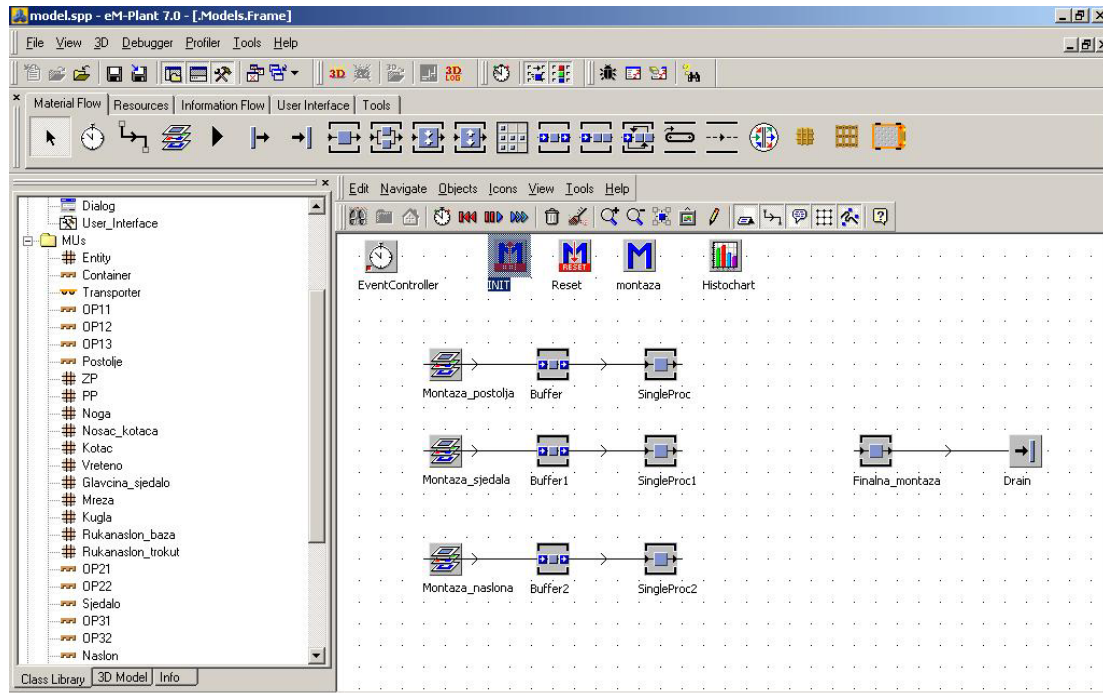 model.spp - eM-Plant 7.0 - [.Models.Frame]
File View 3D Debugger Profiler Tools Help
3D 3D LOG
Material Flow Resources Information Flow User Interface Tools
Dialog
User_Interface
MUs
Entity
Container
Transporter
OP11
OP12
OP13
Postolje
ZP
PP
Noga
Nosac_kotaca
Kotac
Vreteno
Glavcina_sjedalo
Mreza
Kugla
Rukanaslon_baza
Rukanaslon_trokut
OP21
OP22
Sjedalo
OP31
OP32
Naslon
Class Library 3D Model Info
Edit Navigate Objects Icons View Tools Help
M M RESET M
EventController INIT Reset montaza Histochart
Montaza_postolja Buffer SingleProc
Montaza_sjedala Buffer1 SingleProc1 Finalna_montaza Drain
Montaza_naslona Buffer2 SingleProc2